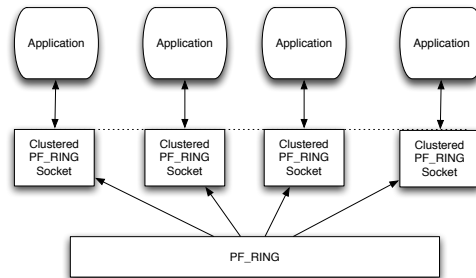 Application
Application
Application
Application
Clustered
PF_RING
Socket
Clustered
PF_RING
Socket
Clustered
PF_RING
Socket
Clustered
PF_RING
Socket
PF_RING